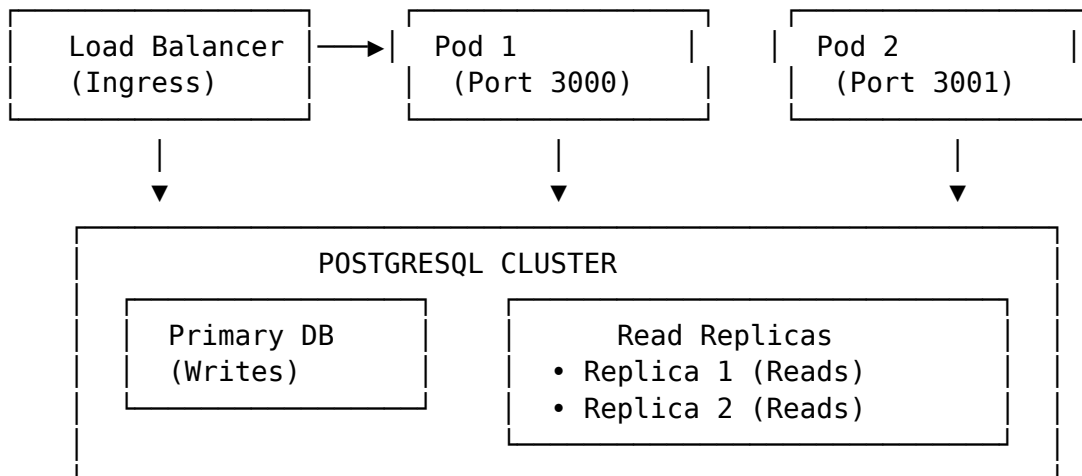 Load Balancer Pod 1 Pod 2
(Ingress) (Port 3000) (Port 3001)
POSTGRESQL CLUSTER
Primary DB Read Replicas
(Writes) • Replica 1 (Reads)
• Replica 2 (Reads)